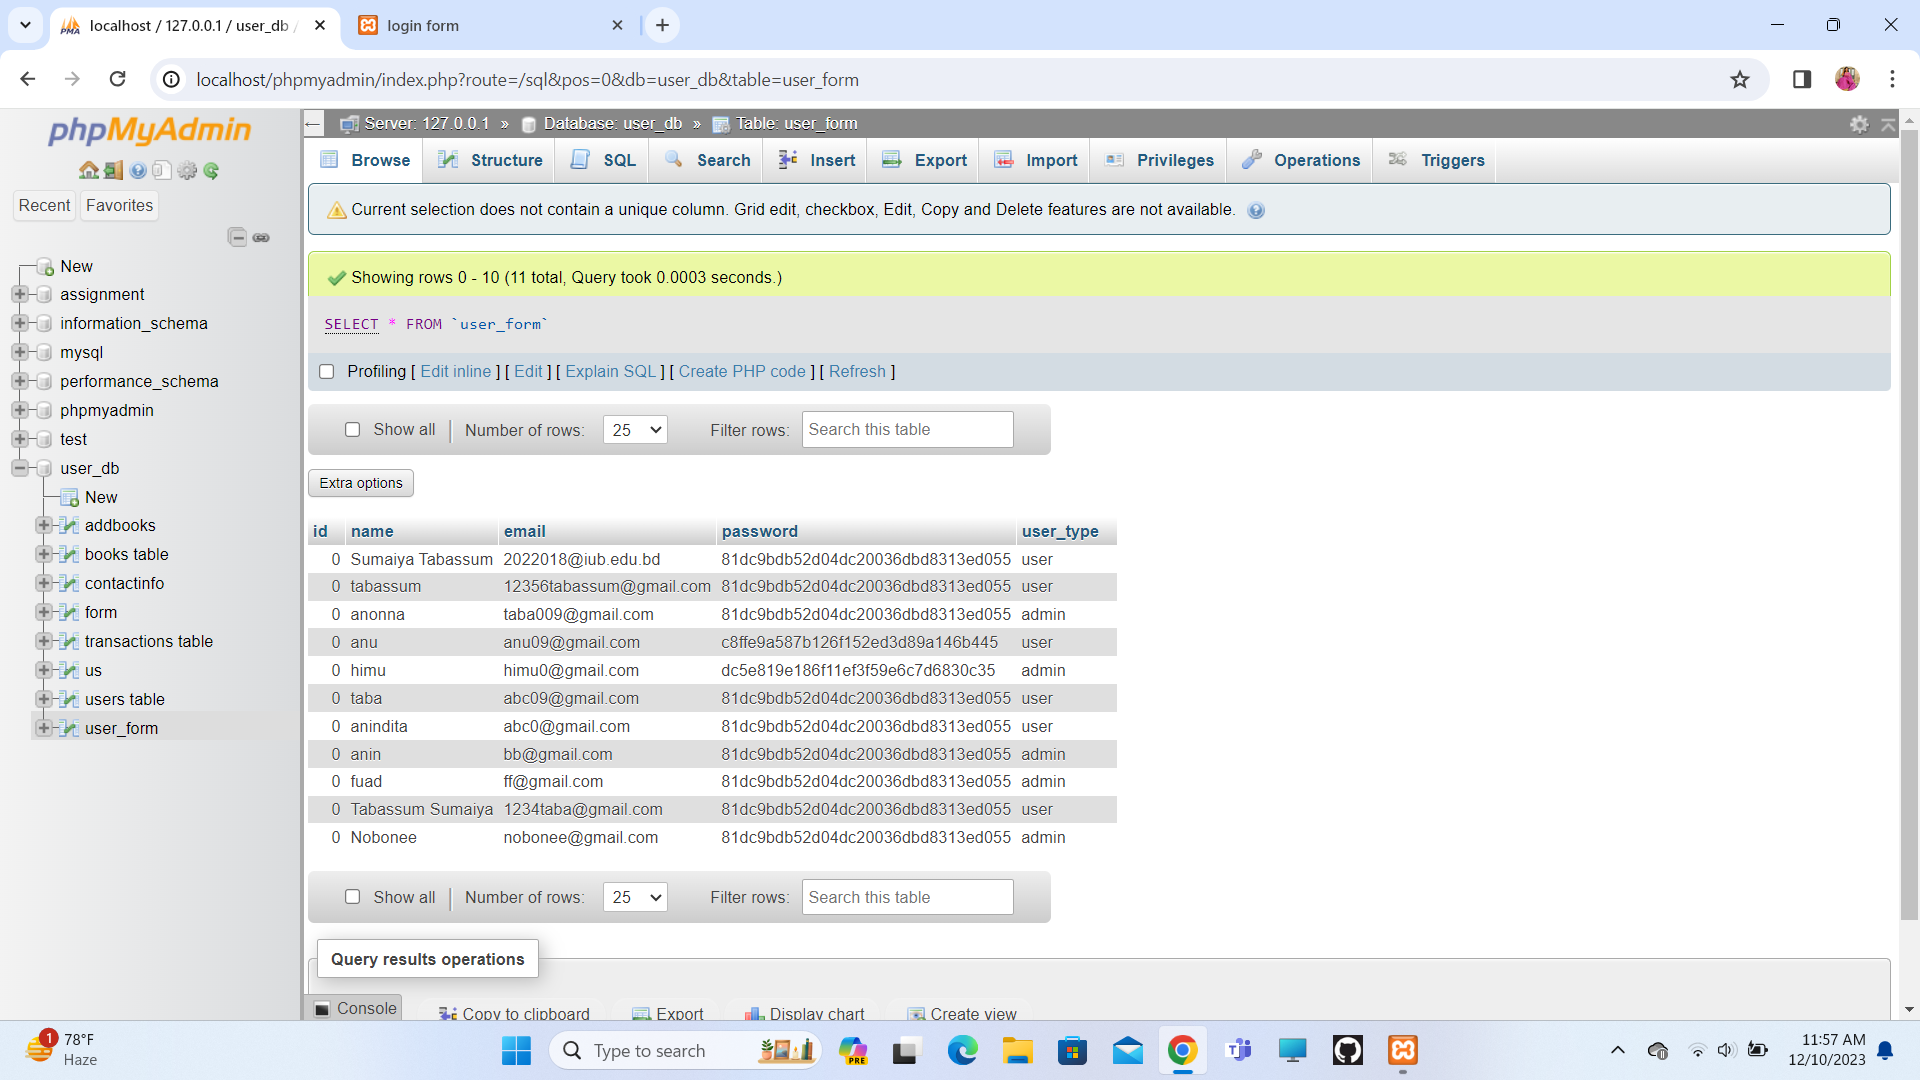 localhost / 127.0.0.1 / user_db /
login form
localhost/phpmyadmin/index.php?route=/sql&pos=0&db=user_db&table=user_form
phpMyAdmin
Recent Favorites
New
assignment
information_schema
mysql
performance_schema
phpmyadmin
test
user_db
New
addbooks
books table
contactinfo
form
transactions table
us
users table
user_form
Server: 127.0.0.1 » Database: user_db » Table: user_form
Browse Structure SQL Search Insert Export Import Privileges Operations Triggers
Current selection does not contain a unique column. Grid edit, checkbox, Edit, Copy and Delete features are not available.
Showing rows 0 - 10 (11 total, Query took 0.0003 seconds.)
SELECT * FROM `user_form`
Profiling [ Edit inline ] [ Edit ] [ Explain SQL ] [ Create PHP code ] [ Refresh ]
Show all Number of rows: 25 Filter rows: Search this table
Extra options
id name email password user_type
0 Sumaiya Tabassum 2022018@iub.edu.bd 81dc9bdb52d04dc20036dbd8313ed055 user
0 tabassum 12356tabassum@gmail.com 81dc9bdb52d04dc20036dbd8313ed055 user
0 anonna taba009@gmail.com 81dc9bdb52d04dc20036dbd8313ed055 admin
0 anu anu09@gmail.com c8ffe9a587b126f152ed3d89a146b445 user
0 himu himu0@gmail.com dc5e819e186f11ef3f59e6c7d6830c35 admin
0 taba abc09@gmail.com 81dc9bdb52d04dc20036dbd8313ed055 user
0 anindita abc0@gmail.com 81dc9bdb52d04dc20036dbd8313ed055 user
0 anin bb@gmail.com 81dc9bdb52d04dc20036dbd8313ed055 admin
0 fuad ff@gmail.com 81dc9bdb52d04dc20036dbd8313ed055 admin
0 Tabassum Sumaiya 1234taba@gmail.com 81dc9bdb52d04dc20036dbd8313ed055 user
0 Nobonee nobonee@gmail.com 81dc9bdb52d04dc20036dbd8313ed055 admin
Show all Number of rows: 25 Filter rows: Search this table
Query results operations
Console Copy to clipboard Export Display chart Create view
1 78°F
Haze
Type to search
PRE
11:57 AM
12/10/2023